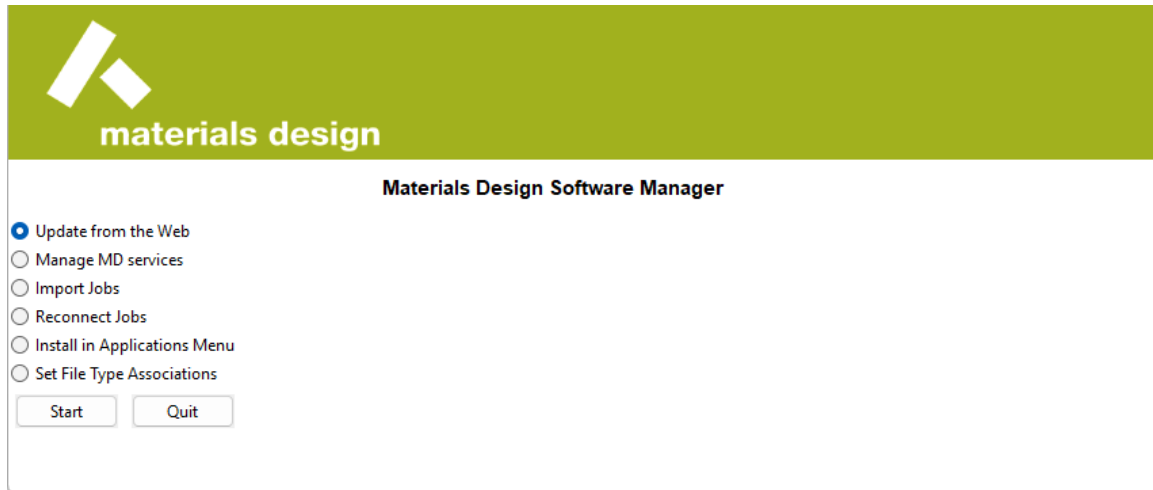 materials design
Materials Design Software Manager
Update from the Web
Manage MD services
Import Jobs
Reconnect Jobs
Install in Applications Menu
Set File Type Associations
Start Quit